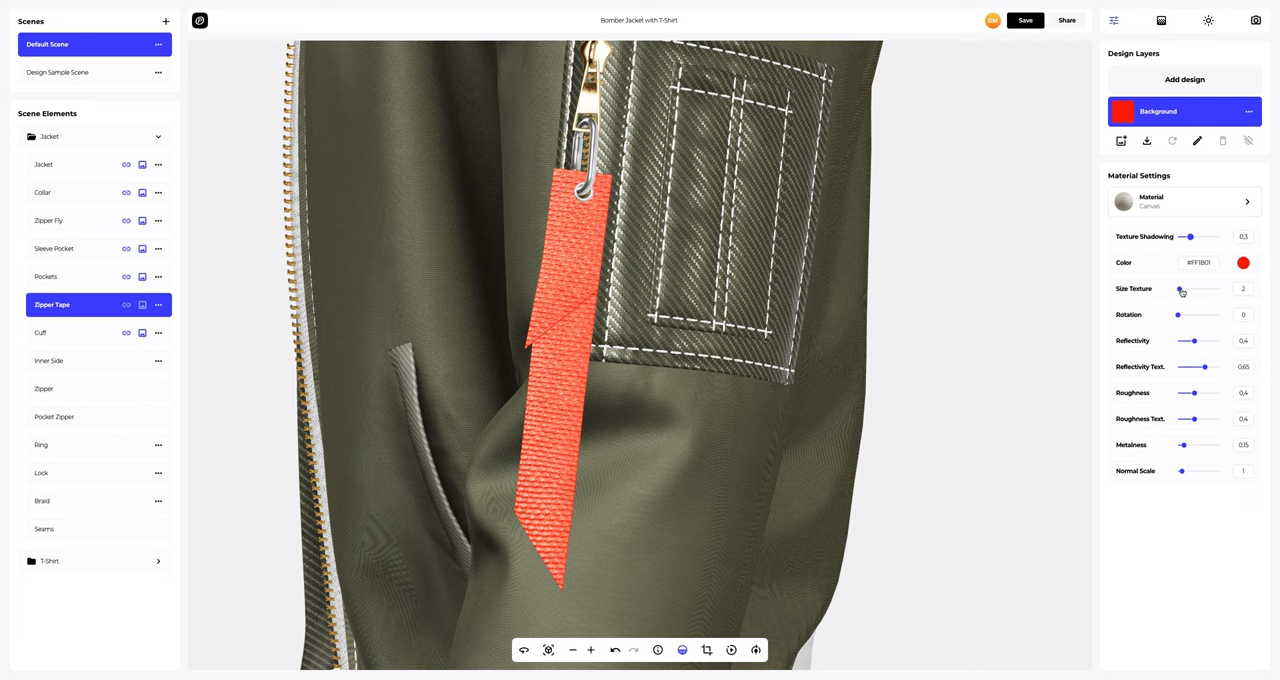 Scenes
Default Scene
Design Sample Scene
Scene Elements
Jacket
Jacket
Collar
Zipper Fly
Sleeve Pocket
Pockets
Zipper Tape
Cuff
Inner Side
Zipper
Pocket Zipper
Ring
Lock
Braid
Seams
T-Shirt
Bomber Jacket with T-Shirt
DM
Save
Share
Design Layers
Add design
Background
Material Settings
Material
Canvas
Texture Shadowing 0,3
Color #FF1B01
Size Texture 2
Rotation 0
Reflectivity 0,4
Reflectivity Text. 0,65
Roughness 0,4
Roughness Text. 0,4
Metalness 0,15
Normal Scale 1